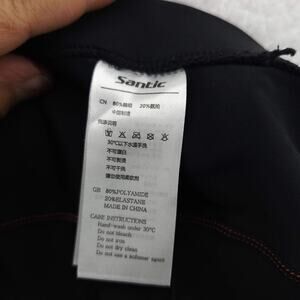 Santic
CN 80%锦纶 20%氨纶
中国制造
洗涤说明
30℃以下水温手洗
不可漂白
不可熨烫
不可干洗
请勿使用柔软剂
GB 80%POLYAMIDE
20%ELASTANE
MADE IN CHINA
CARE INSTRUCTIONS
Hand-wash under 30°C
Do not bleach
Do not iron
Do not dry clean
Do not use a softener agent